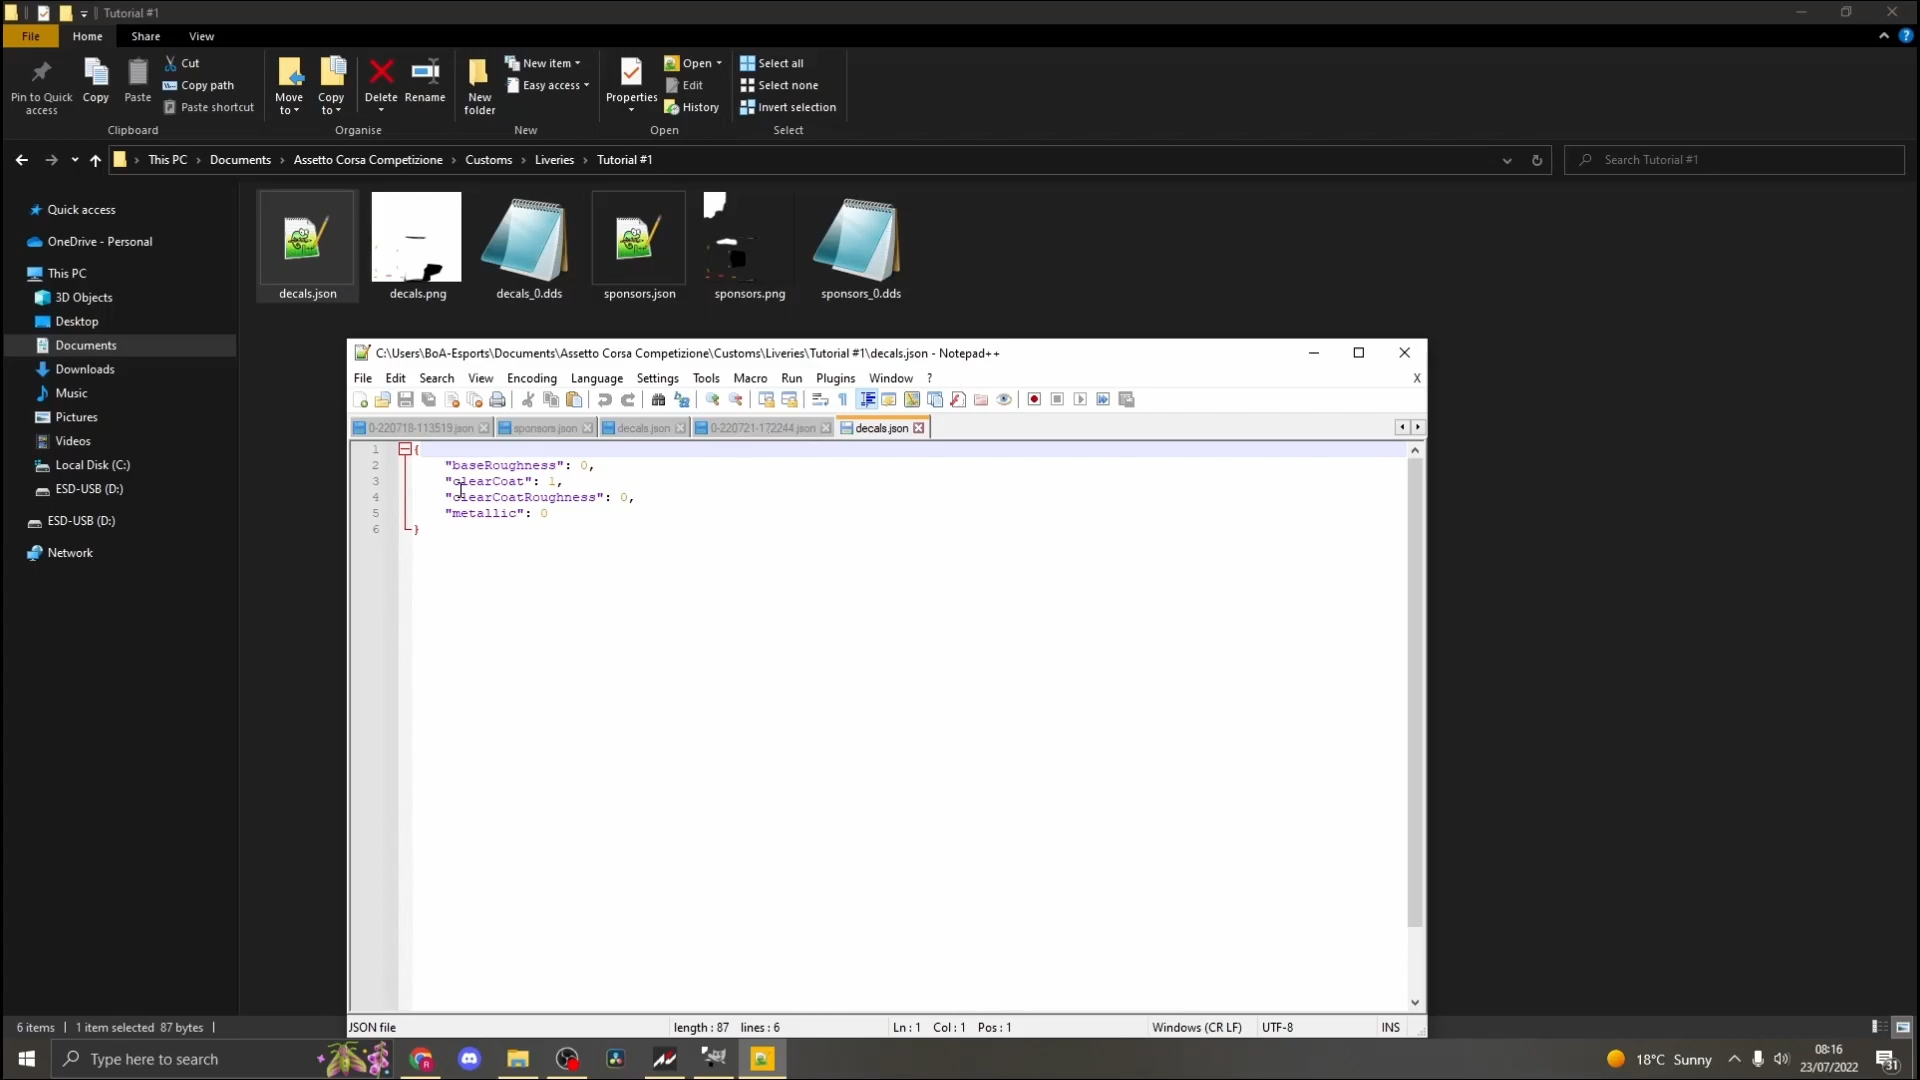 Tutorial #1
File Home Share View
Pin to Quick access
Copy
Paste
Cut
Copy path
Paste shortcut
Clipboard
Move to
Copy to
Delete
Rename
Organise
New folder
New item
Easy access
New
Properties
Open
Edit
History
Open
Select all
Select none
Invert selection
Select
This PC › Documents › Assetto Corsa Competizione › Customs › Liveries › Tutorial #1
Search Tutorial #1
Quick access
OneDrive - Personal
This PC
3D Objects
Desktop
Documents
Downloads
Music
Pictures
Videos
Local Disk (C:)
ESD-USB (D:)
ESD-USB (D:)
Network
decals.json
decals.png
decals_0.dds
sponsors.json
sponsors.png
sponsors_0.dds
C:\Users\BoA-Esports\Documents\Assetto Corsa Competizione\Customs\Liveries\Tutorial #1\decals.json - Notepad++
File Edit Search View Encoding Language Settings Tools Macro Run Plugins Window ? X
0-220718-113519.json sponsors.json decals.json 0-220721-172244.json decals.json
1 {
2 "baseRoughness": 0,
3 "clearCoat": 1,
4 "clearCoatRoughness": 0,
5 "metallic": 0
6 }
JSON file length : 87 lines : 6 Ln : 1 Col : 1 Pos : 1 Windows (CR LF) UTF-8 INS
6 items 1 item selected 87 bytes
Type here to search
18°C Sunny
08:16
23/07/2022
31